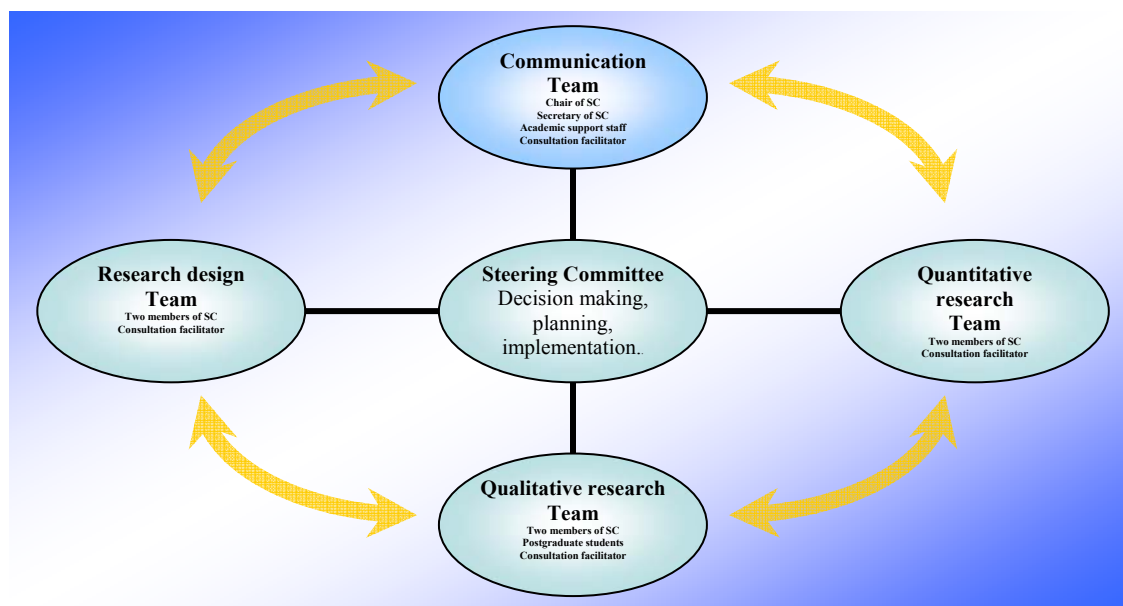 Communication
Team
Chair of SC
Secretary of SC
Academic support staff
Consultation facilitator
Research design
Team
Two members of SC
Consultation facilitator
Steering Committee
Decision making,
planning,
implementation..
Quantitative
research
Team
Two members of SC
Consultation facilitator
Qualitative research
Team
Two members of SC
Postgraduate students
Consultation facilitator